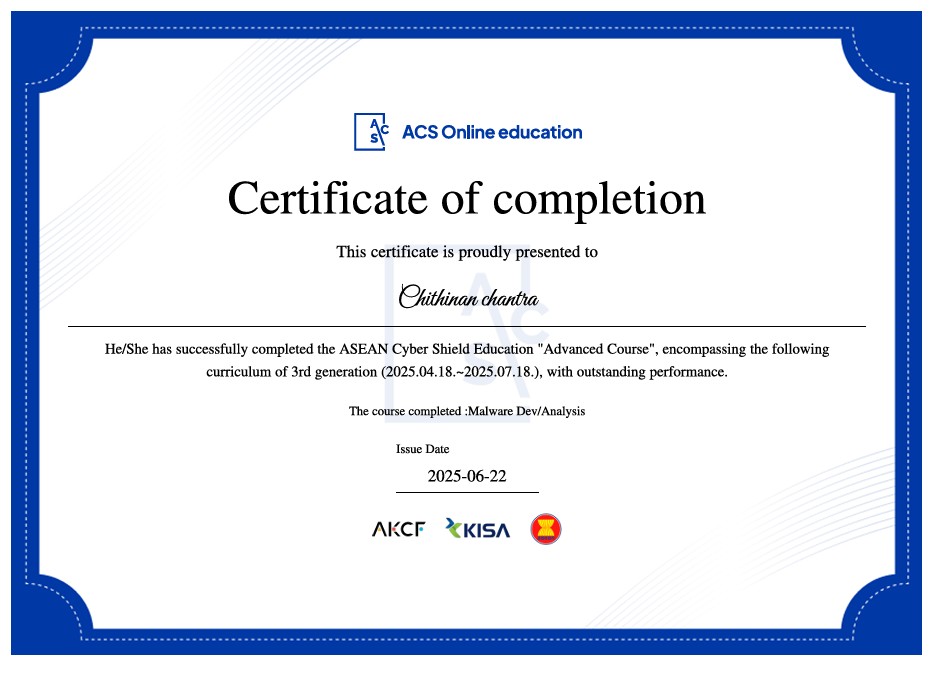 ACS ACS Online education
Certificate of completion
This certificate is proudly presented to
Chithinan chantra
He/She has successfully completed the ASEAN Cyber Shield Education "Advanced Course", encompassing the following
curriculum of 3rd generation (2025.04.18.~2025.07.18.), with outstanding performance.
The course completed :Malware Dev/Analysis
Issue Date
2025-06-22
AKCF KISA